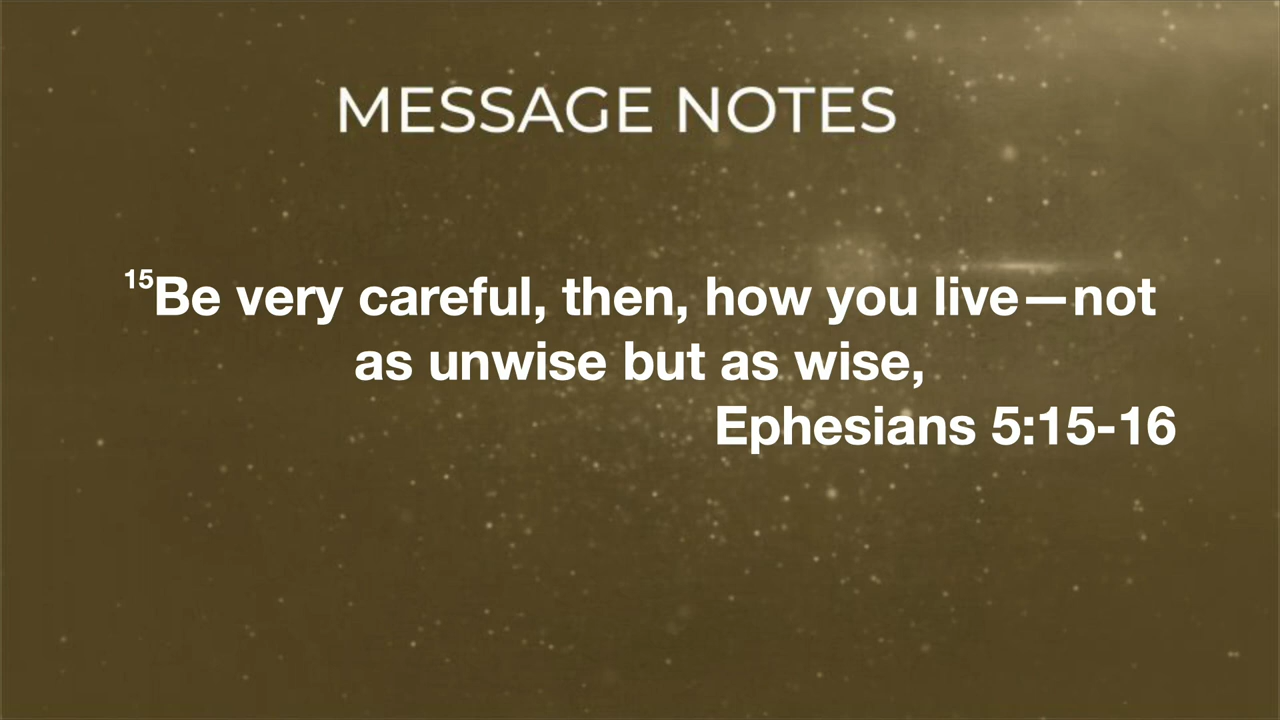 MESSAGE NOTES
15Be very careful, then, how you live—not
as unwise but as wise,
Ephesians 5:15-16